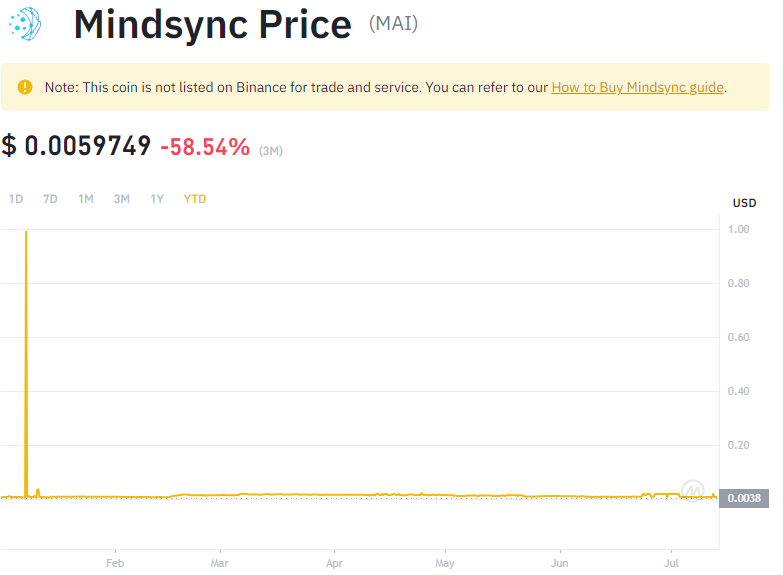 Mindsync Price (MAI)
Note: This coin is not listed on Binance for trade and service. You can refer to our How to Buy Mindsync guide.
$ 0.0059749 -58.54% (3M)
1D 7D 1M 3M 1Y YTD
USD
1.00
0.80
0.60
0.40
0.20
0.0038
Feb Mar Apr May Jun Jul